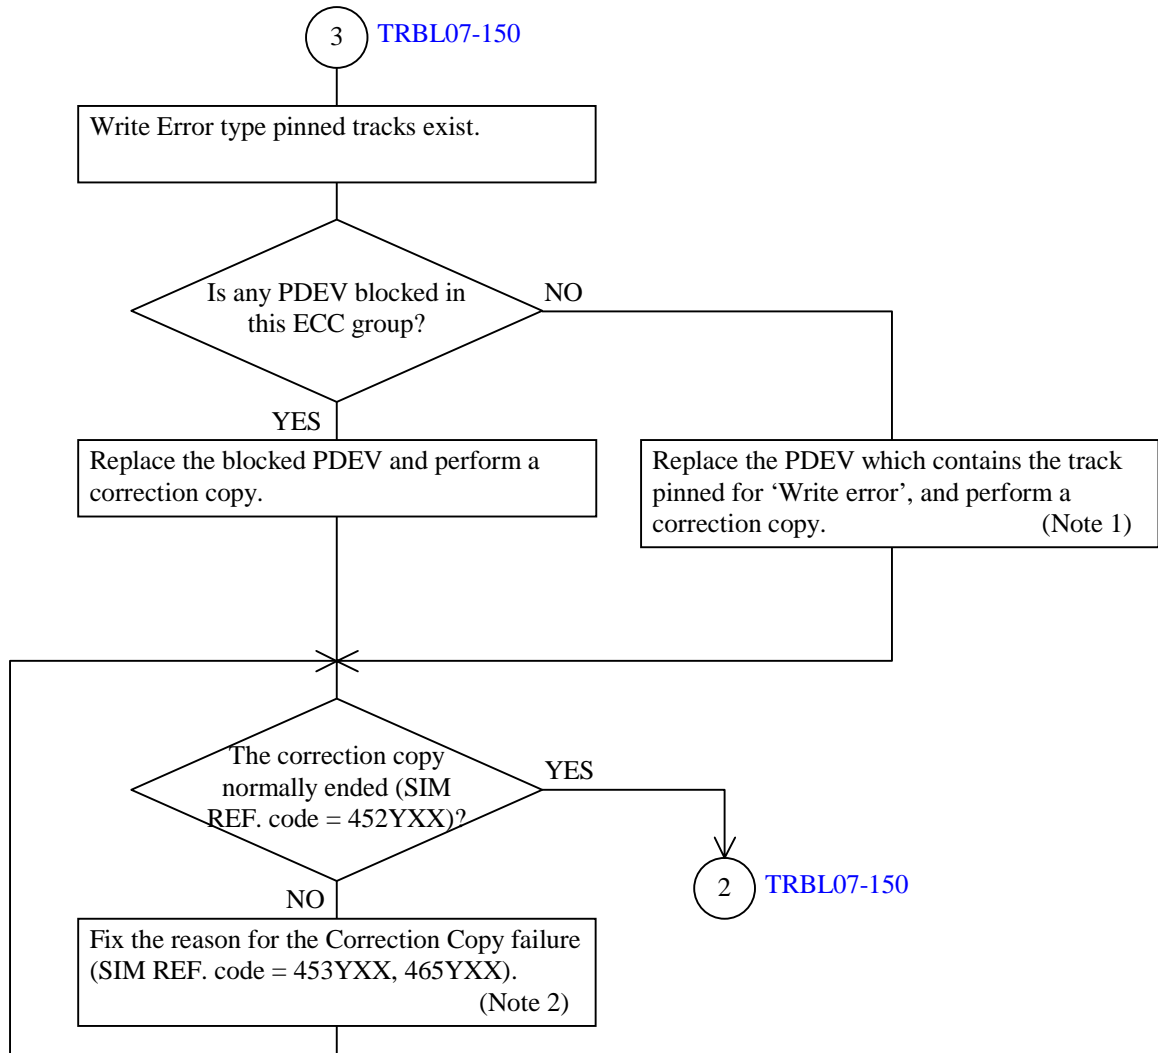 3
TRBL07-150
Write Error type pinned tracks exist.
Is any PDEV blocked in
this ECC group?
NO
YES
Replace the blocked PDEV and perform a
correction copy.
Replace the PDEV which contains the track
pinned for ‘Write error’, and perform a
correction copy. (Note 1)
The correction copy
normally ended (SIM
REF. code = 452YXX)?
YES
2
TRBL07-150
NO
Fix the reason for the Correction Copy failure
(SIM REF. code = 453YXX, 465YXX).
(Note 2)